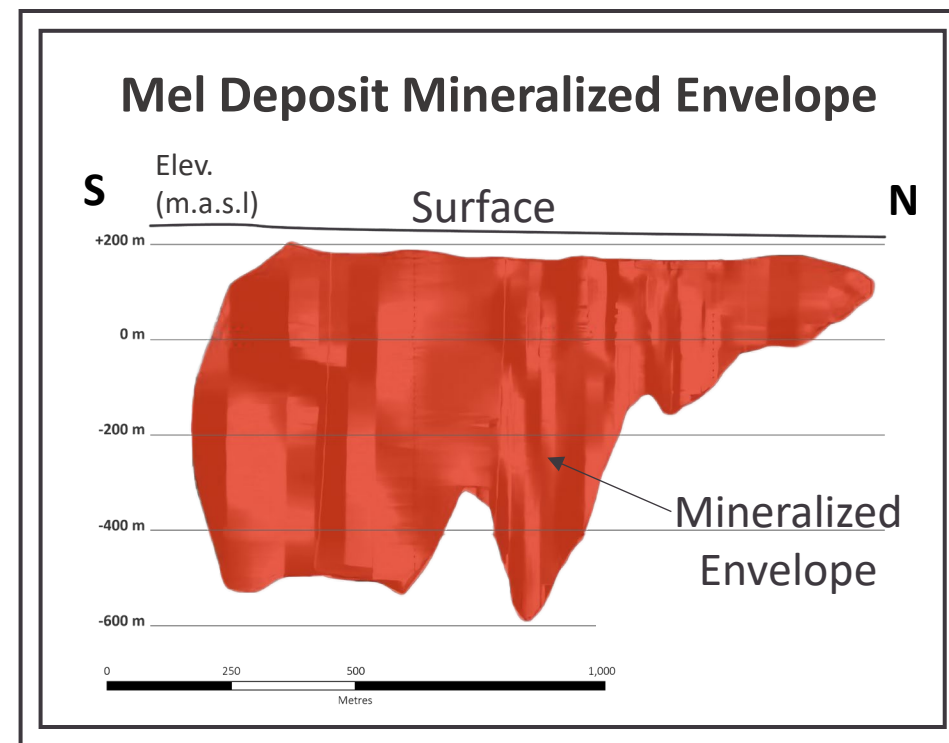 Mel Deposit Mineralized Envelope
S
Elev.
(m.a.s.l)
Surface
N
+200 m
0 m
-200 m
-400 m
-600 m
Mineralized
Envelope
0 250 500 1,000
Metres